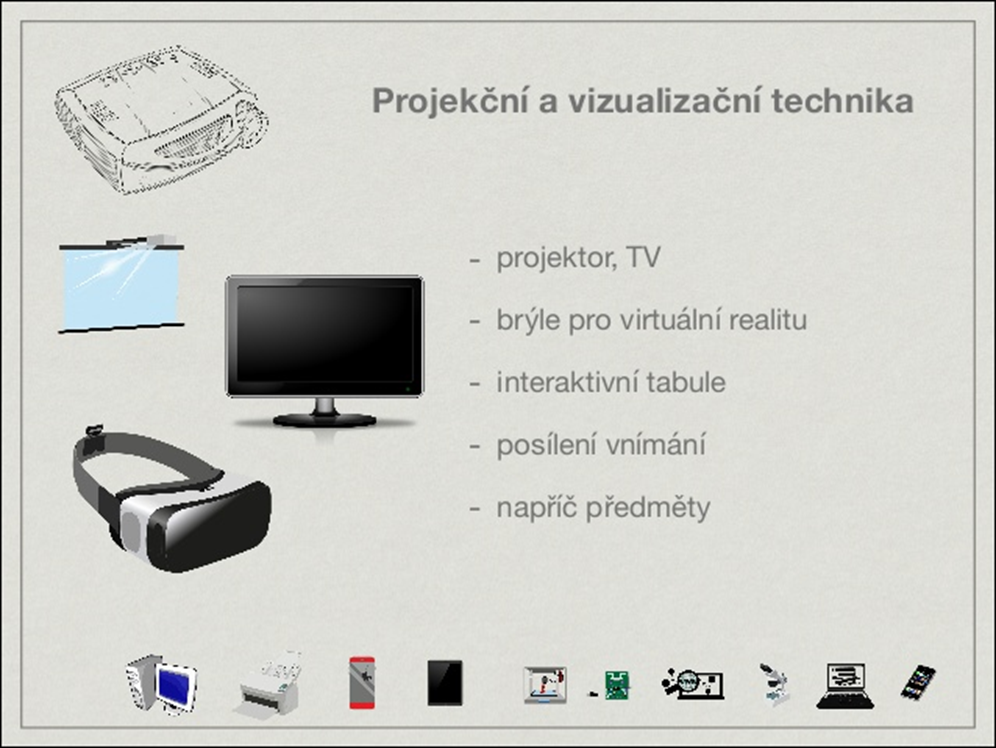 Projekční a vizualizační technika
- projektor, TV
- brýle pro virtuální realitu
- interaktivní tabule
- posílení vnímání
- napříč předměty